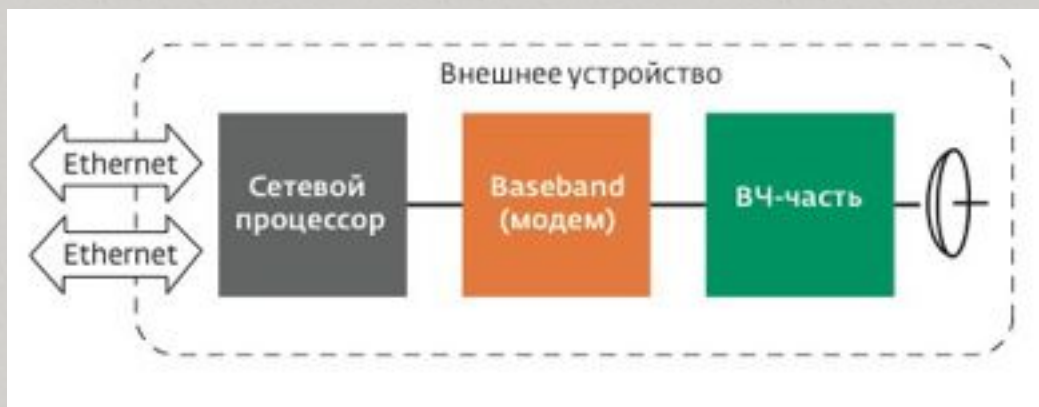 Внешнее устройство
Ethernet
Ethernet
Сетевой
процессор
Baseband
(модем)
ВЧ-часть